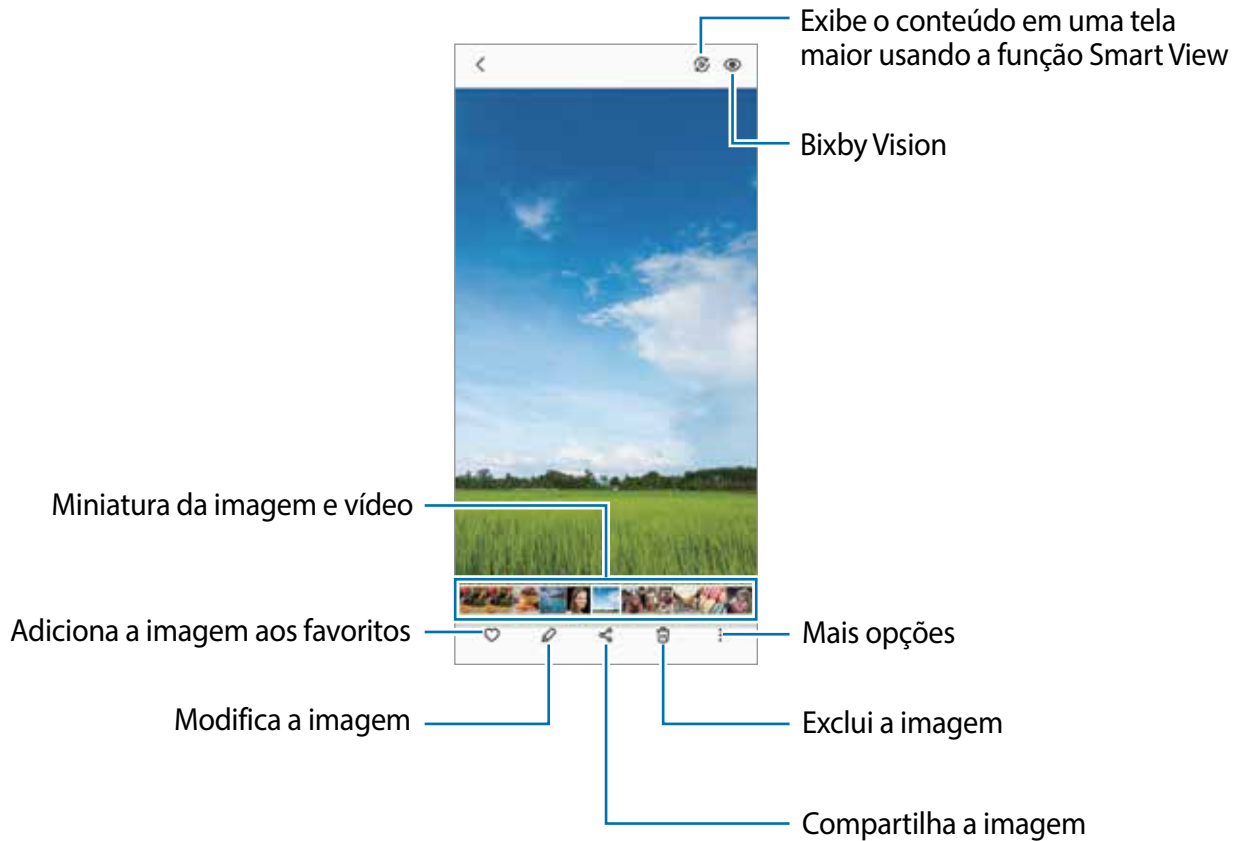 Exibe o conteúdo em uma tela
maior usando a função Smart View
Bixby Vision
Miniatura da imagem e vídeo
Adiciona a imagem aos favoritos
Mais opções
Modifica a imagem
Exclui a imagem
Compartilha a imagem